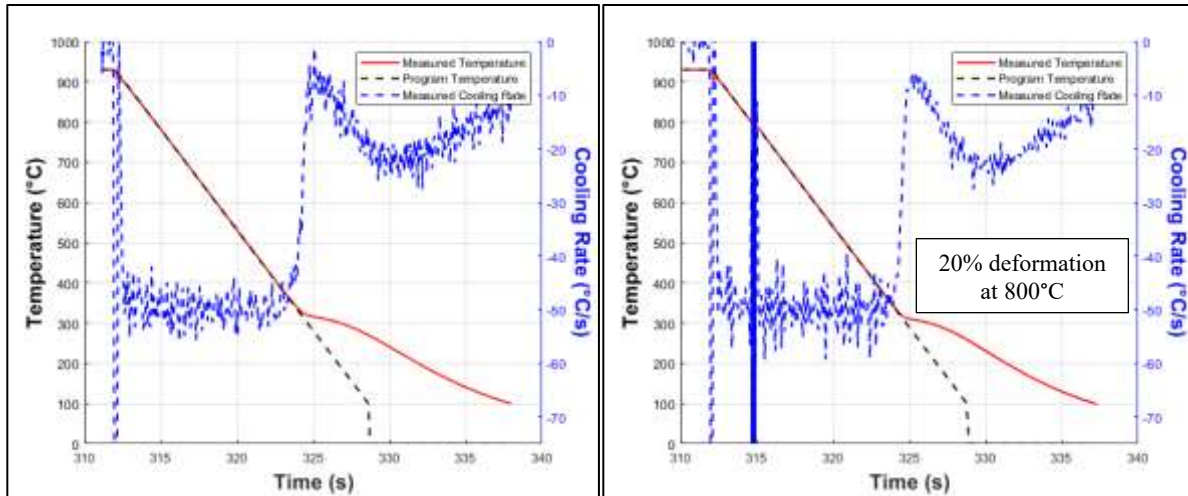 1000
900
800
700
600
500
400
300
200
100
0
Temperature (°C)
0
-10
-20
-30
-40
-50
-60
-70
Cooling Rate (°C/s)
Measured Temperature
Program Temperature
Measured Cooling Rate
310 315 320 325 330 335 340
Time (s)
1000
900
800
700
600
500
400
300
200
100
0
Temperature (°C)
0
-10
-20
-30
-40
-50
-60
-70
Cooling Rate (°C/s)
Measured Temperature
Program Temperature
Measured Cooling Rate
20% deformation
at 800°C
310 315 320 325 330 335 340
Time (s)